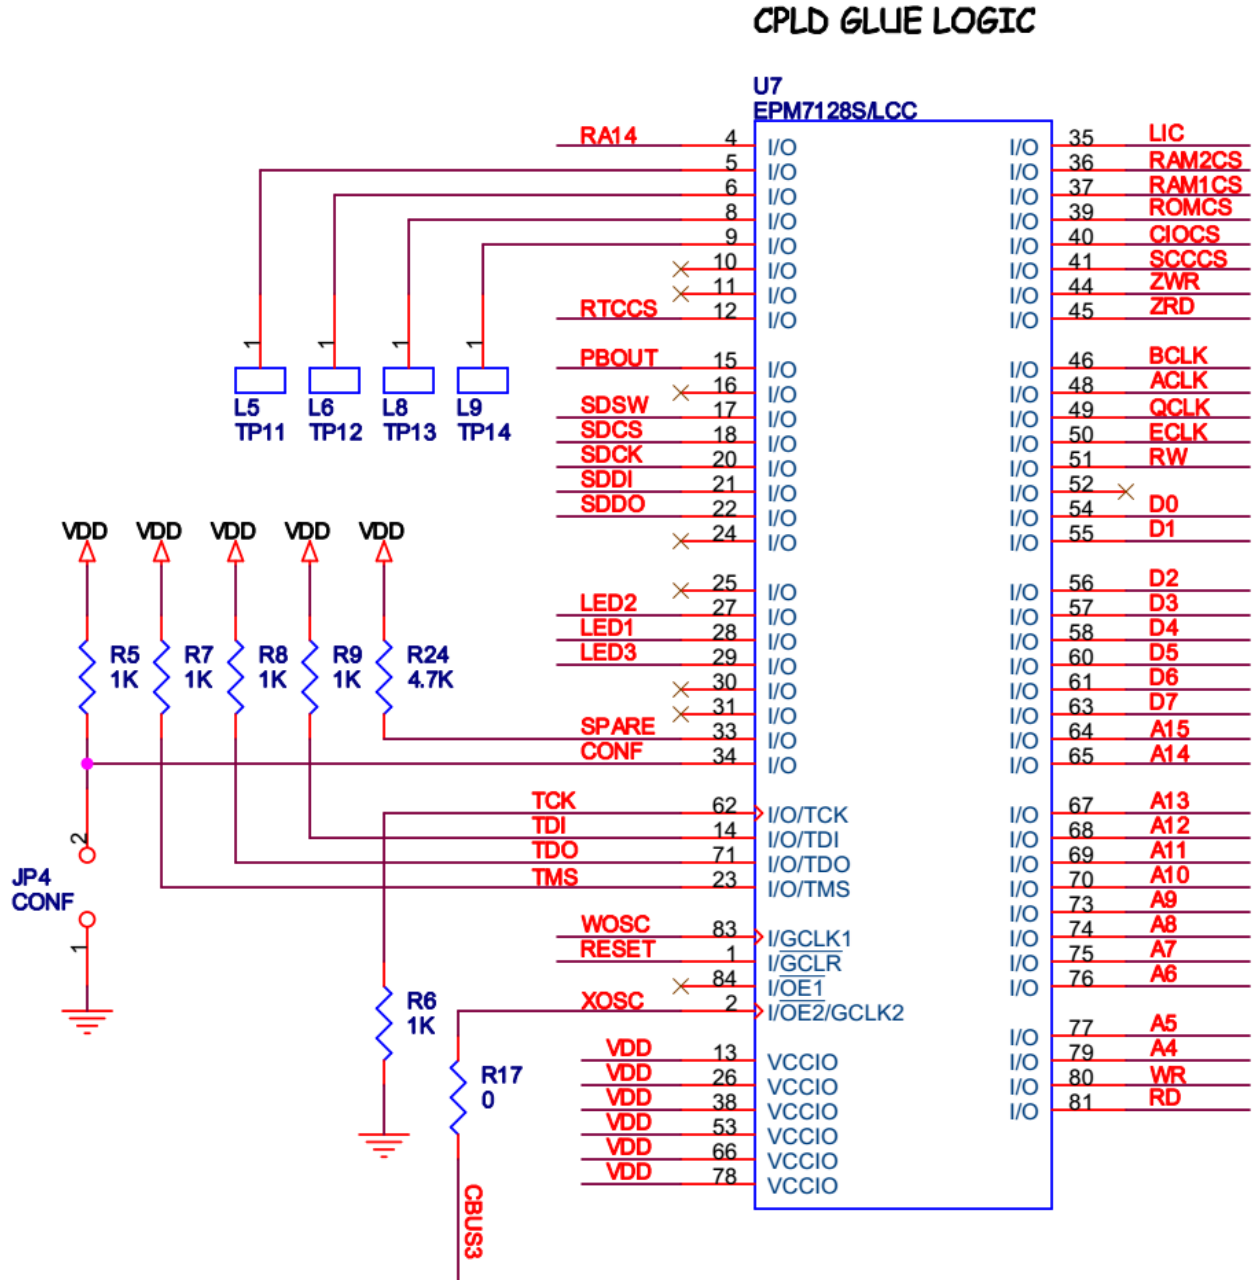 CPLD GLUE LOGIC
U7
EPM7128S/LCC
RA14 4 I/O I/O 35 LIC
5 I/O I/O 36 RAM2CS
6 I/O I/O 37 RAM1CS
8 I/O I/O 39 ROMCS
9 I/O I/O 40 CIOCS
10 I/O I/O 41 SCCCS
11 I/O I/O 44 ZWR
RTCCS 12 I/O I/O 45 ZRD
1 1 1 1
PBOUT 15 I/O I/O 46 BCLK
16 I/O I/O 48 ACLK
L5 L6 L8 L9
TP11 TP12 TP13 TP14
SDSW 17 I/O I/O 49 QCLK
SDCS 18 I/O I/O 50 ECLK
SDCK 20 I/O I/O 51 RW
SDDI 21 I/O I/O 52
SDDO 22 I/O I/O 54 D0
24 I/O I/O 55 D1
VDD VDD VDD VDD VDD
25 I/O I/O 56 D2
LED2 27 I/O I/O 57 D3
LED1 28 I/O I/O 58 D4
LED3 29 I/O I/O 60 D5
R5 R7 R8 R9 R24
1K 1K 1K 1K 4.7K
30 I/O I/O 61 D6
31 I/O I/O 63 D7
SPARE 33 I/O I/O 64 A15
CONF 34 I/O I/O 65 A14
TCK 62 I/O/TCK I/O 67 A13
TDI 14 I/O/TDI I/O 68 A12
TDO 71 I/O/TDO I/O 69 A11
TMS 23 I/O/TMS I/O 70 A10
2
JP4
CONF
1
I/O 73 A9
WOSC 83 I/GCLK1 I/O 74 A8
RESET 1 I/GCLR I/O 75 A7
84 I/OE1 I/O 76 A6
XOSC 2 I/OE2/GCLK2
R6
1K
I/O 77 A5
VDD 13 VCCIO I/O 79 A4
VDD 26 VCCIO I/O 80 WR
VDD 38 VCCIO I/O 81 RD
VDD 53 VCCIO
VDD 66 VCCIO
VDD 78 VCCIO
R17
0
CBUS3